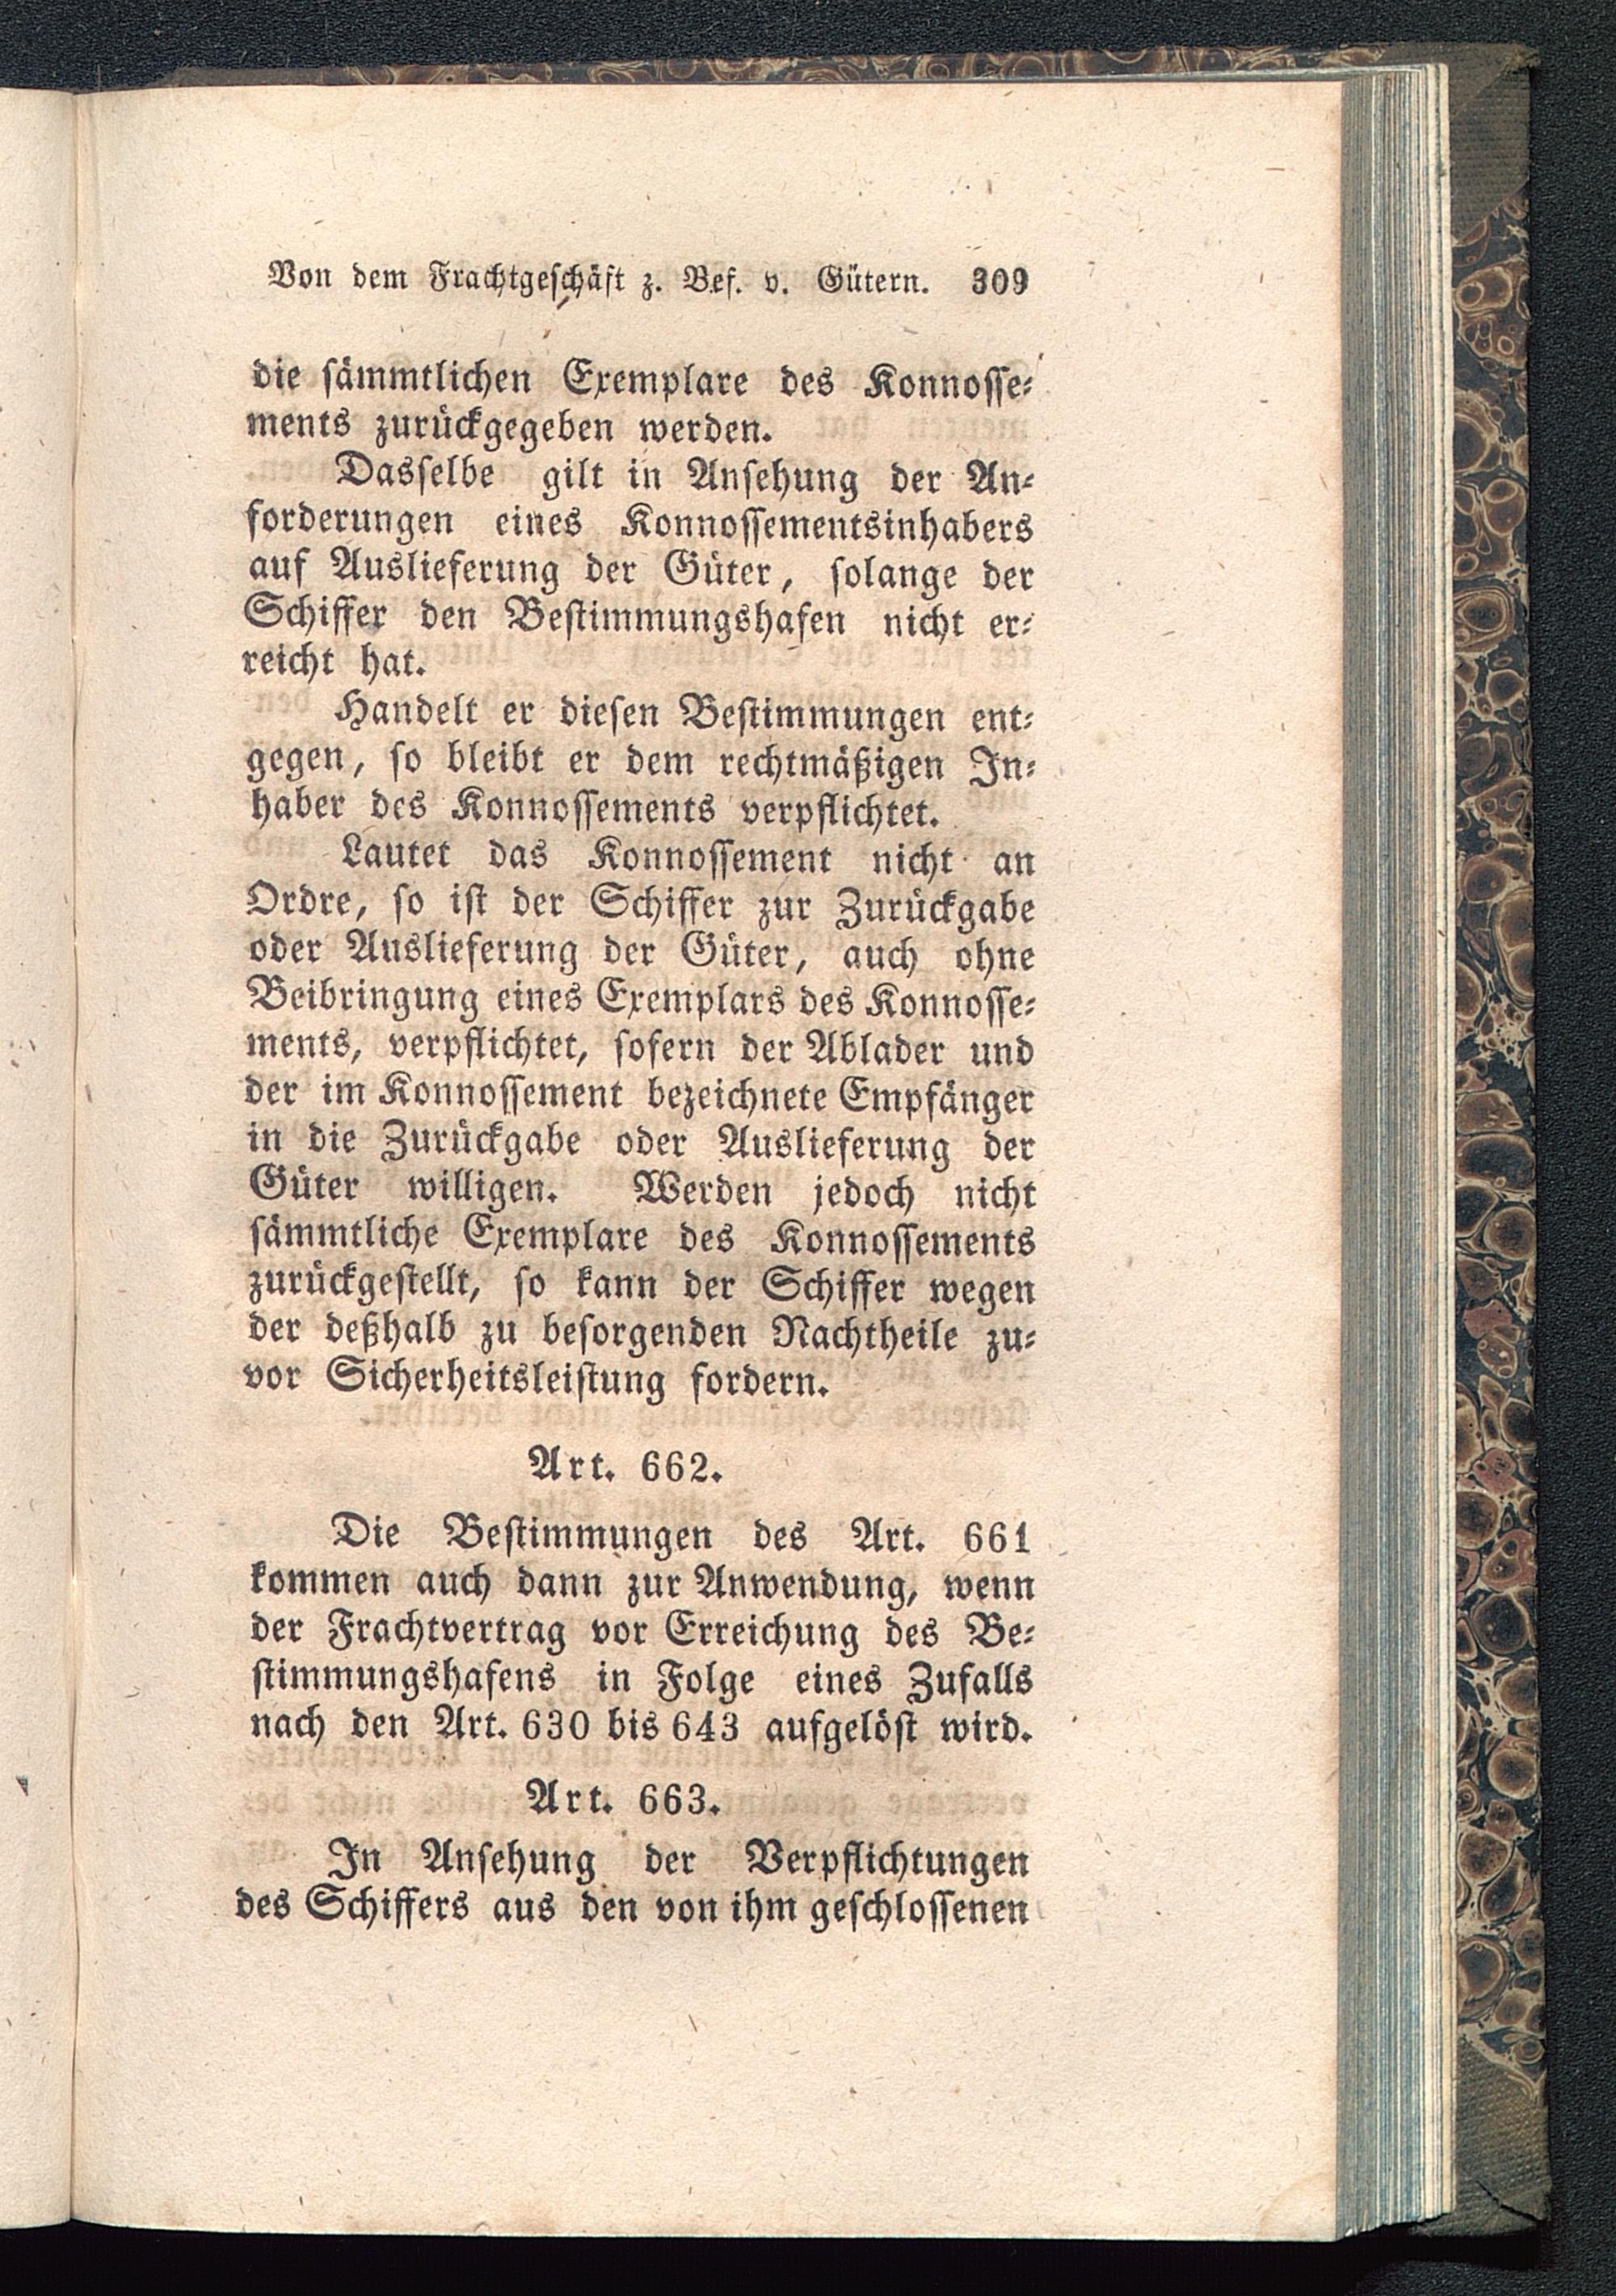 Von dem Frachtgeschäft z. Bef. v. Gütern. 309
die sämmtlichen Exemplare des Konnosse-
ments zurückgegeben werden.
Dasselbe gilt in Ansehung der An-
forderungen eines Konnossementsinhabers
auf Auslieferung der Güter, solange der
Schiffer den Bestimmungshafen nicht er-
reicht hat.
Handelt er diesen Bestimmungen ent-
gegen, so bleibt er dem rechtmäßigen In-
haber des Konnossements verpflichtet.
Lautet das Konnossement nicht an
Ordre, so ist der Schiffer zur Zurückgabe
oder Auslieferung der Güter, auch ohne
Beibringung eines Exemplars des Konnosse-
ments, verpflichtet, sofern der Ablader und
der im Konnossement bezeichnete Empfänger
in die Zurückgabe oder Auslieferung der
Güter willigen. Werden jedoch nicht
sämmtliche Exemplare des Konnossements
zurückgestellt, so kann der Schiffer wegen
der deßhalb zu besorgenden Nachtheile zu-
vor Sicherheitsleistung fordern.
Art. 662.
Die Bestimmungen des Art. 661
kommen auch dann zur Anwendung, wenn
der Frachtvertrag vor Erreichung des Be-
stimmungshafens in Folge eines Zufalls
nach den Art. 630 bis 643 aufgelöst wird.
Art. 663.
In Ansehung der Verpflichtungen
des Schiffers aus den von ihm geschlossenen